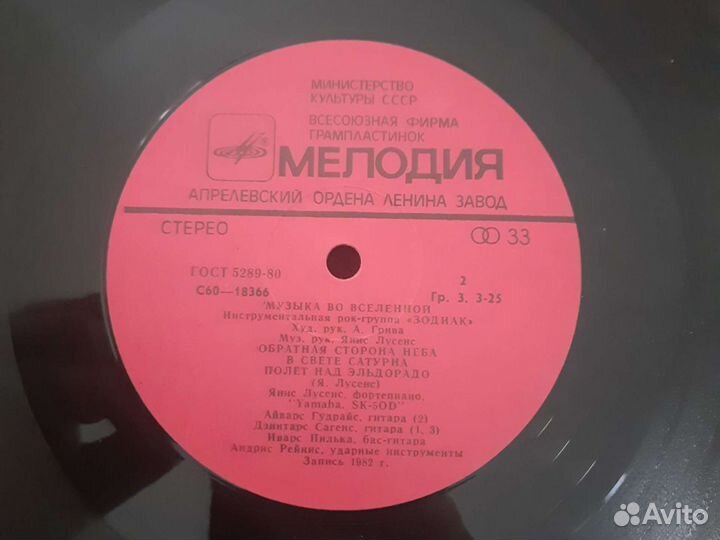 МИНИСТЕРСТВО
КУЛЬТУРЫ СССР
ВСЕСОЮЗНАЯ ФИРМА
ГРАМПЛАСТИНОК
МЕЛОДИЯ
АПРЕЛЕВСКИЙ ОРДЕНА ЛЕНИНА ЗАВОД
СТЕРЕО
33
ГОСТ 5289-80
2
С60—18366
Гр. 3. 3-25
МУЗЫКА ВО ВСЕЛЕННОЙ
Инструментальная рок-группа «ЗОДИАК»
Худ. рук. А. Грива
Муз. рук. Янис Лусенс
ОБРАТНАЯ СТОРОНА НЕБА
В СВЕТЕ САТУРНА
ПОЛЕТ НАД ЭЛЬДОРАДО
(Я. Лусенс)
Янис Лусенс, фортепиано,
"Yamaha, SK-50D"
Айварс Гудрайс, гитара (2)
Дзинтарс Сагенс, гитара (1, 3)
Иварс Пилька, бас-гитара
Андрис Рейнис, ударные инструменты
Запись 1982 г.
Avito